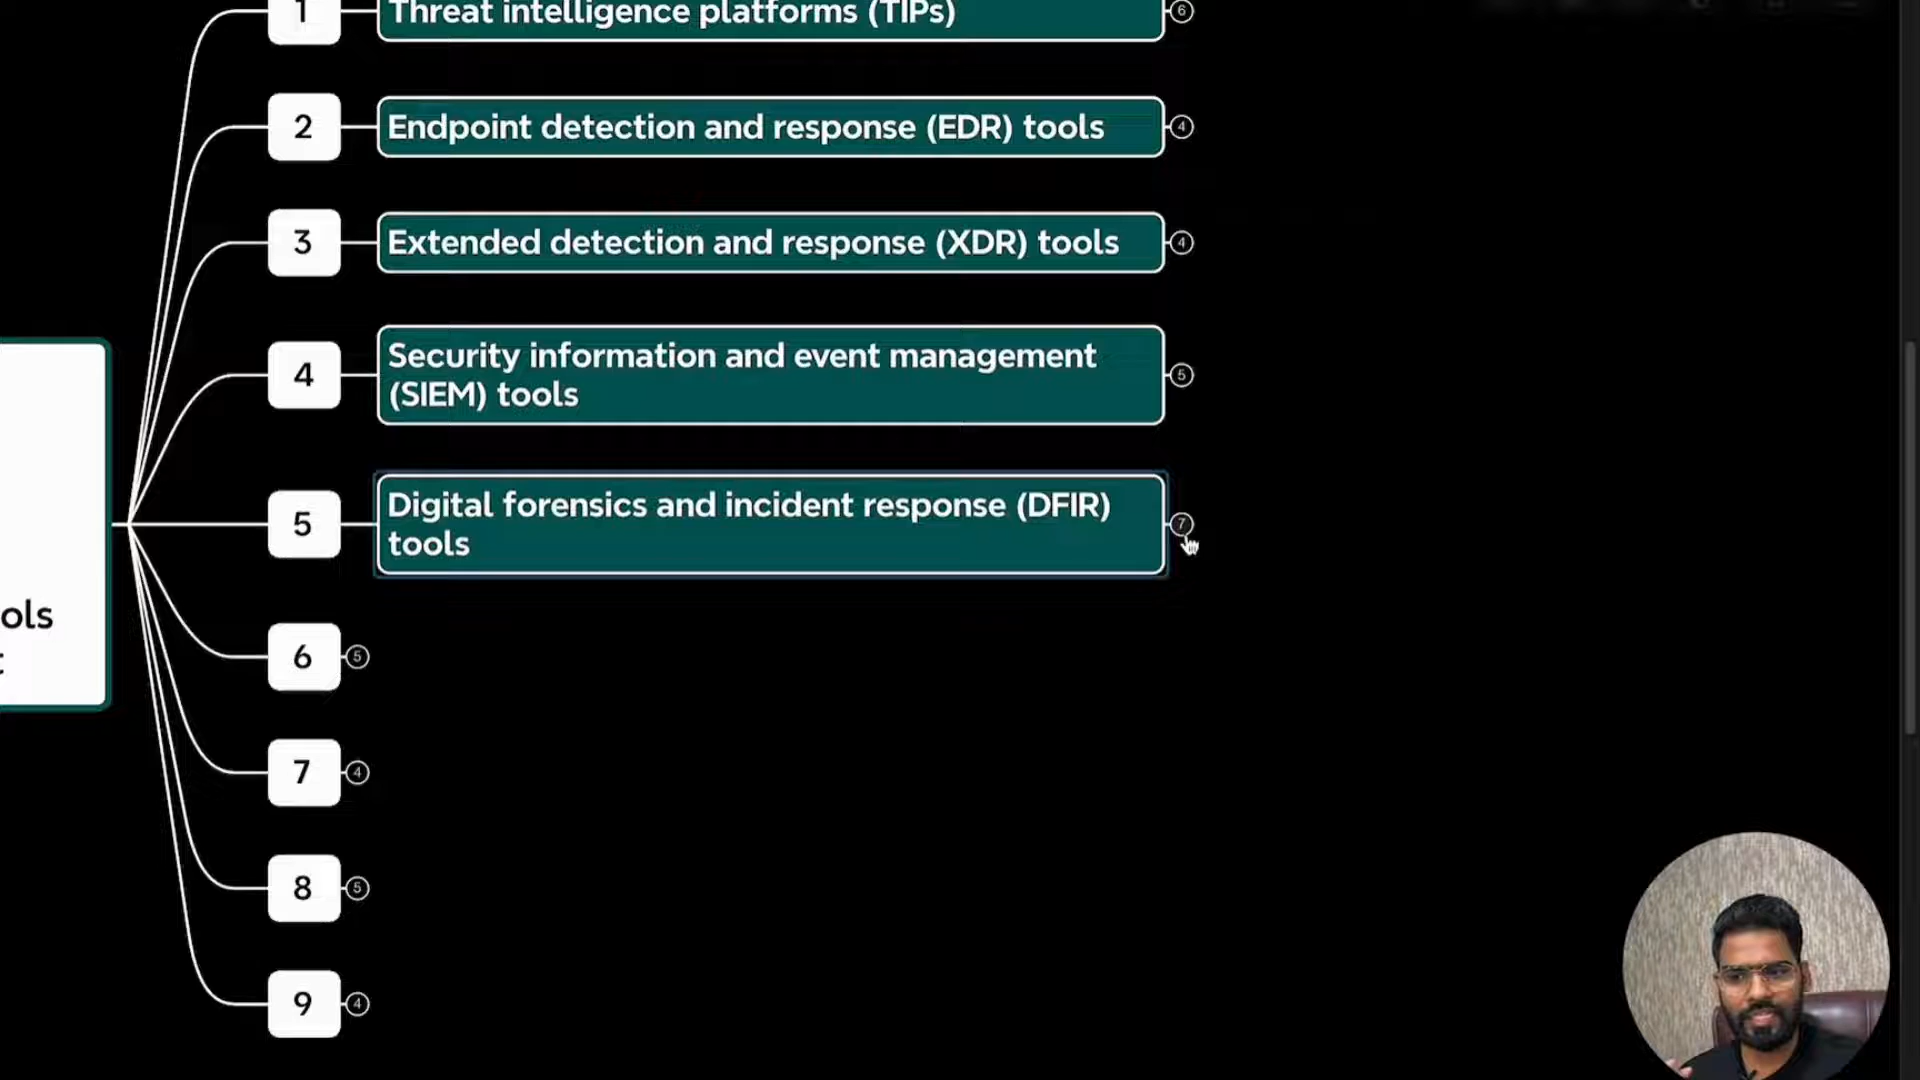 1
Threat intelligence platforms (TIPs)
6
2
Endpoint detection and response (EDR) tools
4
3
Extended detection and response (XDR) tools
4
4
Security information and event management
(SIEM) tools
5
5
Digital forensics and incident response (DFIR)
tools
7
ols
6
5
7
4
8
5
9
4